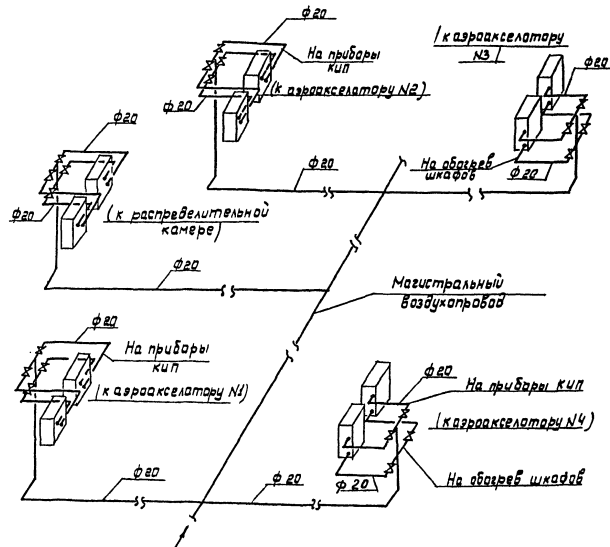 ф20
На приборы
кип
ф20
(к аэроакселатору N2)
(к аэроакселатору
N3
ф20
На обогрев
шкафов
ф20
ф20
ф20
ф20
(к распределительной
камере)
ф20
Магистральный
воздухопровод
ф20
На приборы
кип
(к аэроакселатору N1)
ф20
На приборы кип
(к аэроакселатору N4)
На обогрев шкафов
ф20
ф20
ф20